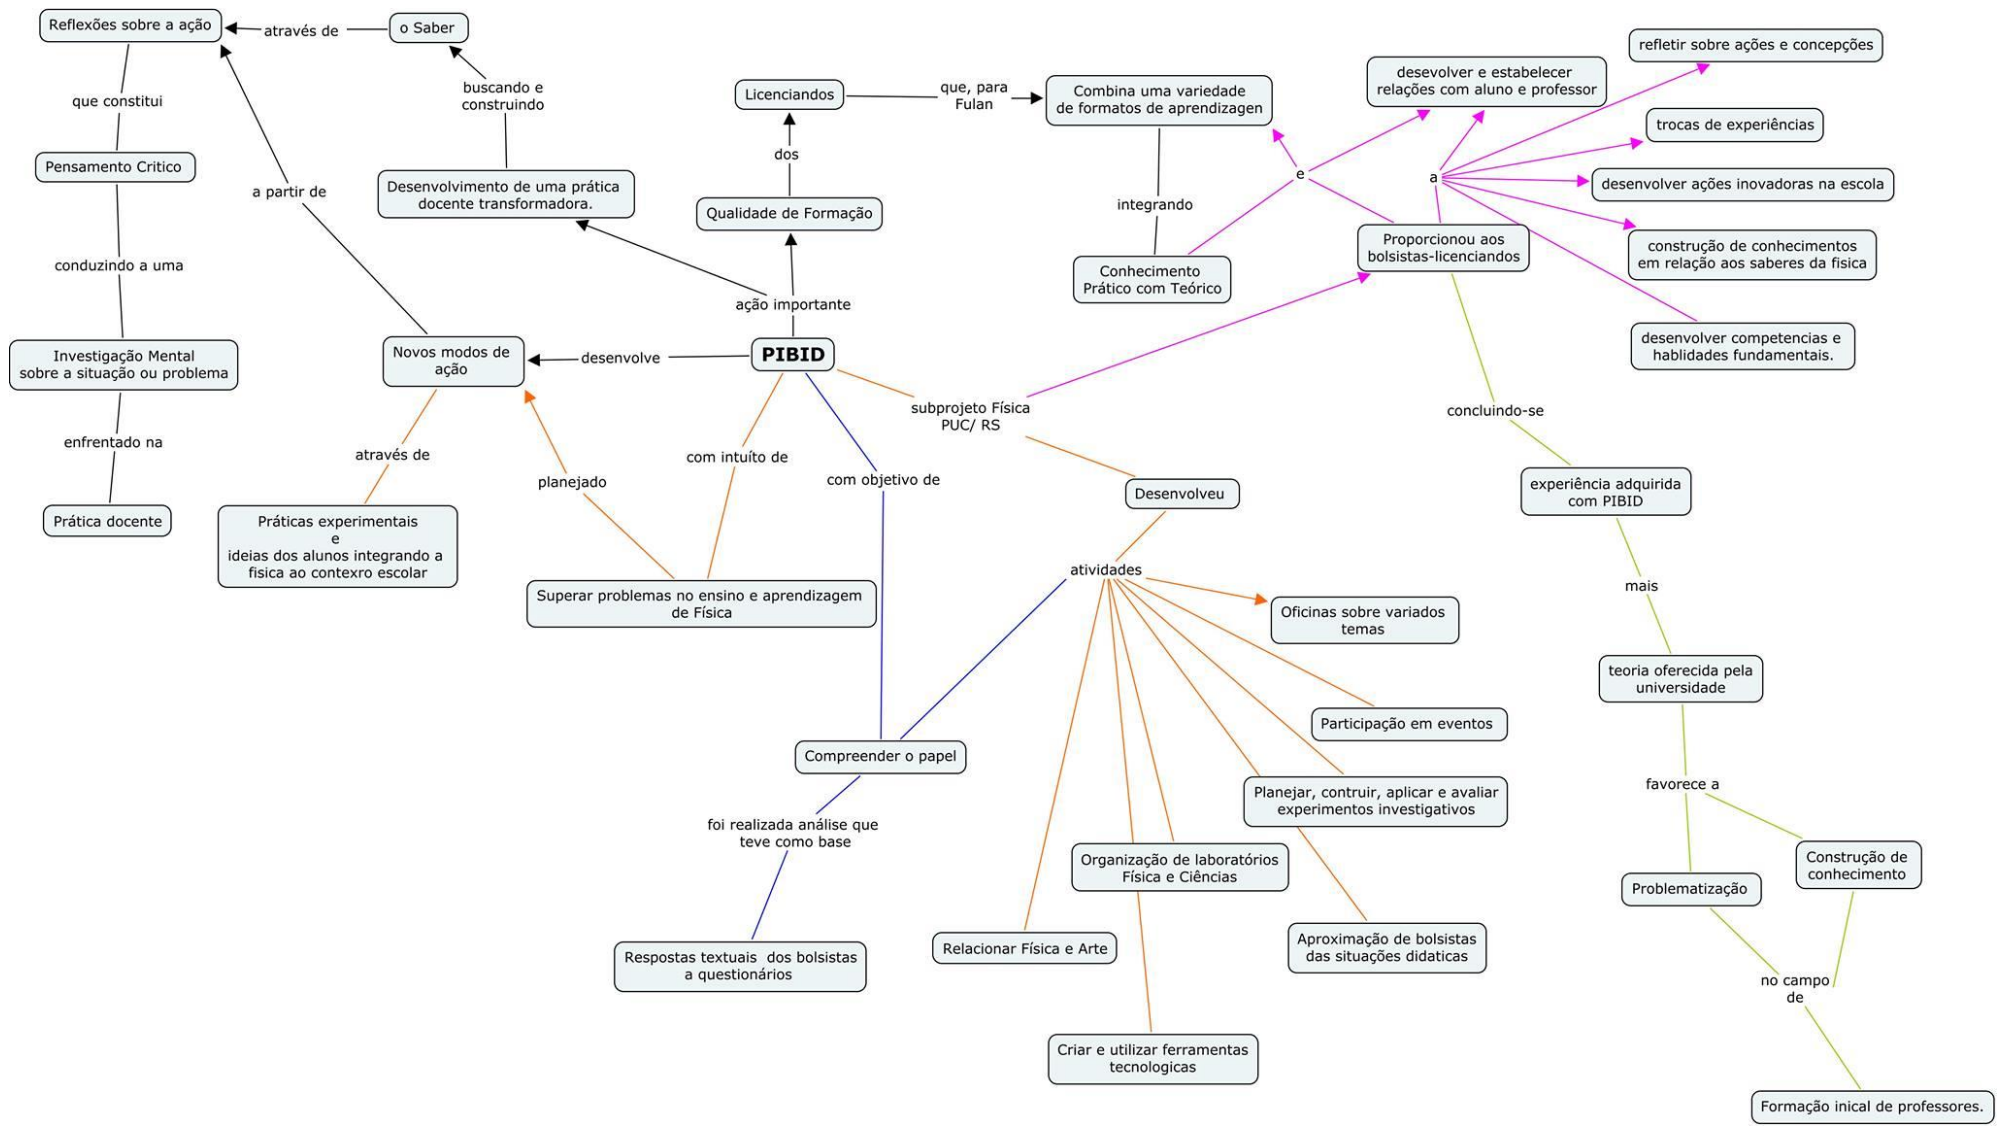 Reflexões sobre a ação
através de
o Saber
que constitui
Pensamento Critico
conduzindo a uma
Investigação Mental
sobre a situação ou problema
enfrentado na
Prática docente
a partir de
buscando e
construindo
Desenvolvimento de uma prática
docente transformadora.
Licenciandos
dos
Qualidade de Formação
ação importante
PIBID
desenvolve
Novos modos de
ação
através de
Práticas experimentais
e
ideias dos alunos integrando a
fisica ao contexro escolar
planejado
com intuíto de
Superar problemas no ensino e aprendizagem
de Física
com objetivo de
Compreender o papel
foi realizada análise que
teve como base
Respostas textuais  dos bolsistas
a questionários
que, para
Fulan
Combina uma variedade
de formatos de aprendizagen
integrando
Conhecimento
Prático com Teórico
e
desevolver e estabelecer
relações com aluno e professor
a
refletir sobre ações e concepções
trocas de experiências
desenvolver ações inovadoras na escola
construção de conhecimentos
em relação aos saberes da fisica
desenvolver competencias e
hablidades fundamentais.
Proporcionou aos
bolsistas-licenciandos
subprojeto Física
PUC/ RS
Desenvolveu
atividades
Oficinas sobre variados
temas
Participação em eventos
Planejar, contruir, aplicar e avaliar
experimentos investigativos
Organização de laboratórios
Física e Ciências
Relacionar Física e Arte
Aproximação de bolsistas
das situações didaticas
Criar e utilizar ferramentas
tecnologicas
concluindo-se
experiência adquirida
com PIBID
mais
teoria oferecida pela
universidade
favorece a
Construção de
conhecimento
Problematização
no campo
de
Formação inical de professores.